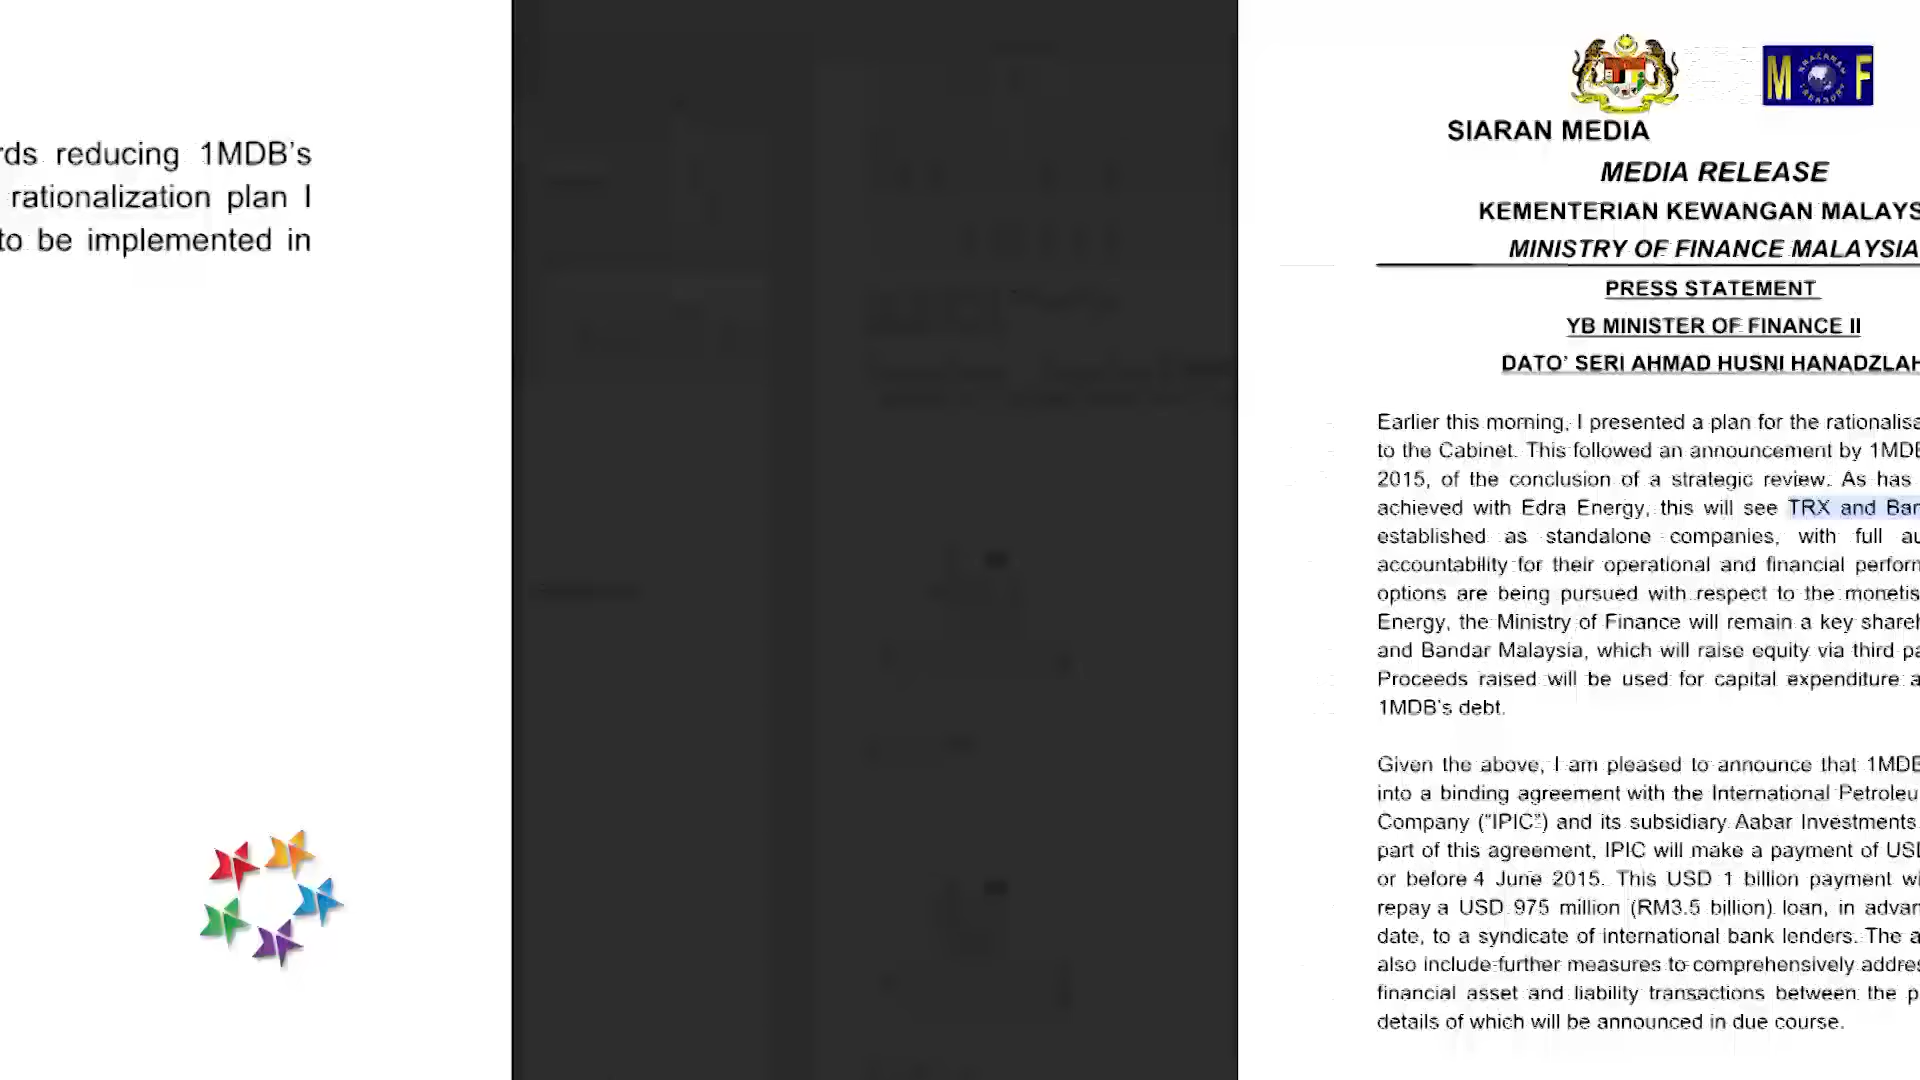 rds reducing 1MDB's
rationalization plan I
to be implemented in
M F
SIARAN MEDIA
MEDIA RELEASE
KEMENTERIAN KEWANGAN MALAYS
MINISTRY OF FINANCE MALAYSIA
PRESS STATEMENT
YB MINISTER OF FINANCE II
DATO' SERI AHMAD HUSNI HANADZLAH
Earlier this morning, I presented a plan for the rationalisa
to the Cabinet. This followed an announcement by 1MDB
2015, of the conclusion of a strategic review. As has
achieved with Edra Energy, this will see TRX and Ban
established as standalone companies, with full au
accountability for their operational and financial perform
options are being pursued with respect to the monetis
Energy, the Ministry of Finance will remain a key shareh
and Bandar Malaysia, which will raise equity via third pa
Proceeds raised will be used for capital expenditure a
1MDB's debt.
Given the above, I am pleased to announce that 1MDB
into a binding agreement with the International Petroleu
Company ("IPIC") and its subsidiary Aabar Investments
part of this agreement, IPIC will make a payment of USD
or before 4 June 2015. This USD 1 billion payment wi
repay a USD 975 million (RM3.5 billion) loan, in advan
date, to a syndicate of international bank lenders. The a
also include further measures to comprehensively addres
financial asset and liability transactions between the p
details of which will be announced in due course.